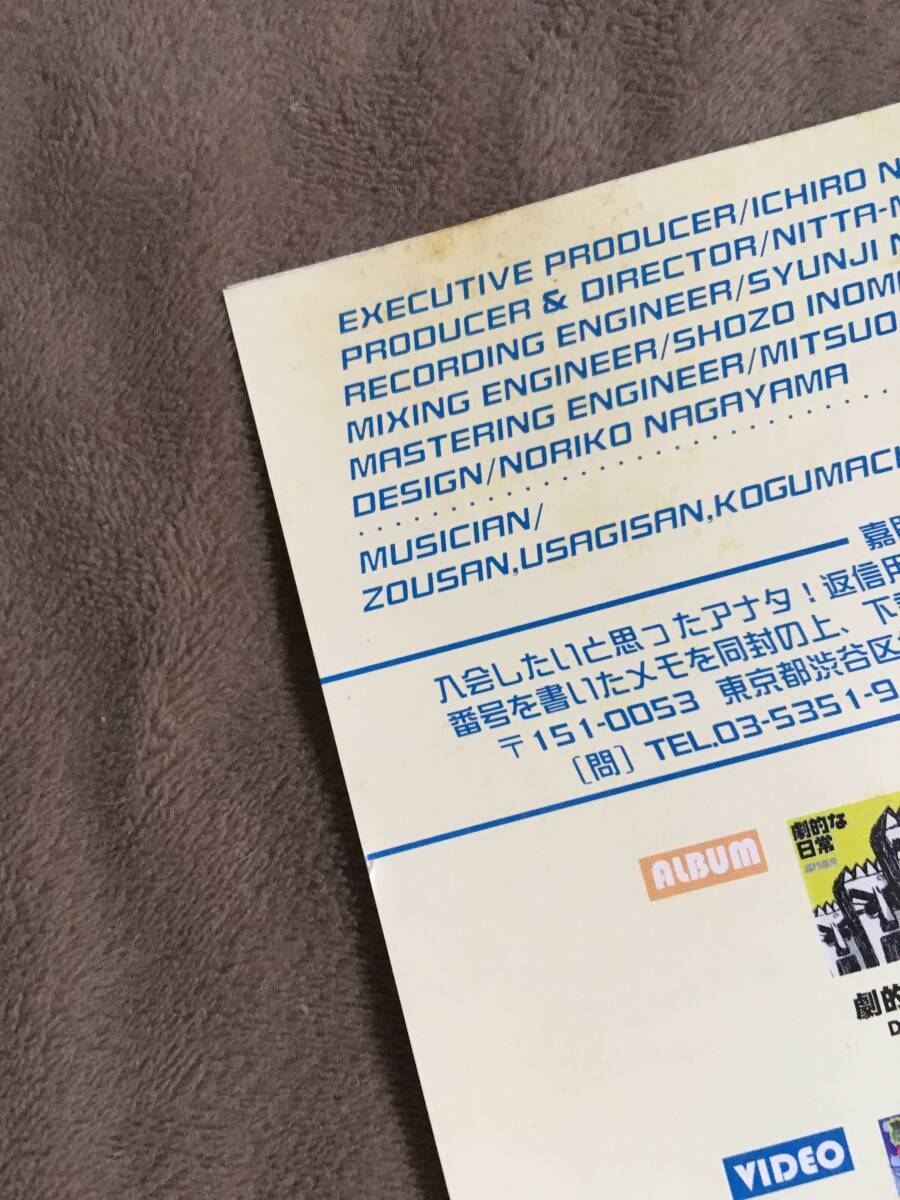 EXECUTIVE PRODUCER/ICHIRO
PRODUCER & DIRECTOR/NITTA-
RECORDING ENGINEER/SYUNJI
MIXING ENGINEER/SHOZO INOM
MASTERING ENGINEER/MITSUO
DESIGN/NORIKO NAGAYAMA
MUSICIAN/
ZOUSAN,USAGISAN,KOGUMAC
嘉
入会したいと思ったアナタ!返信用
番号を書いたメモを同封の上、下
〒151-0053 東京都渋谷区
[問] TEL.03-5351-9
ALBUM
劇的な
日常
劇的
D
VIDEO